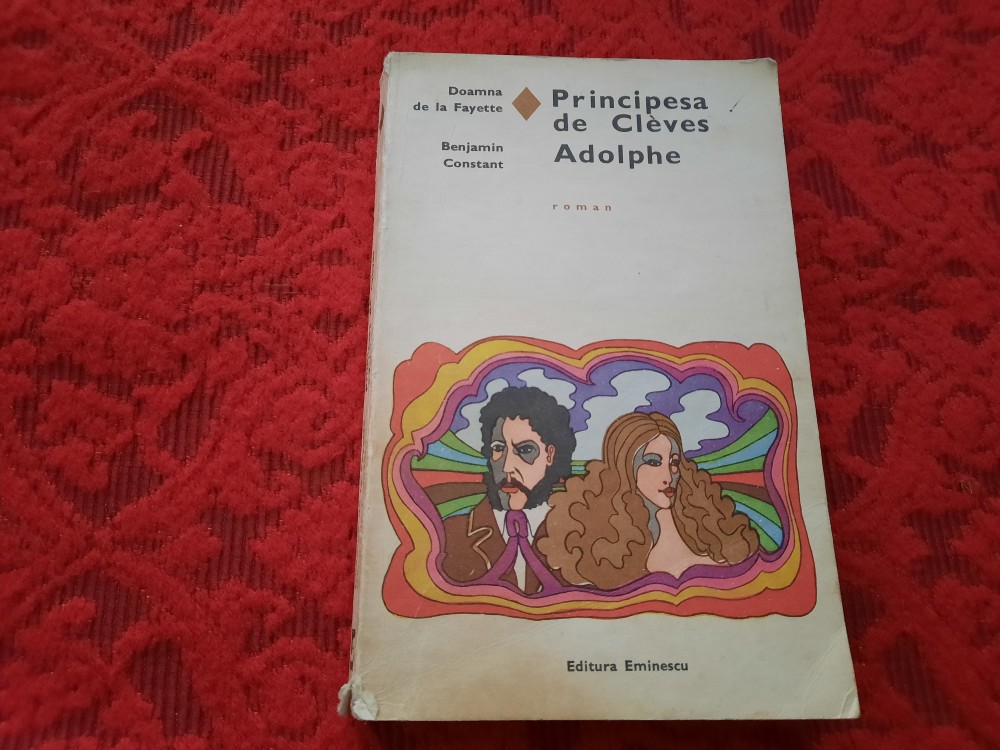 Doamna
de la Fayette
Principesa
de Clèves
Benjamin
Constant
Adolphe
roman
Editura Eminescu